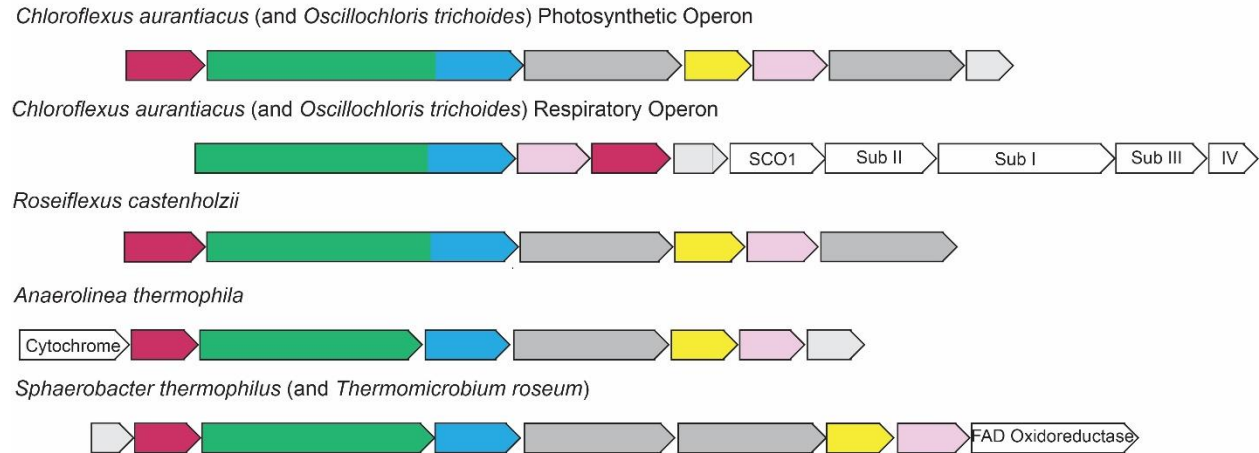 Chloroflexus aurantiacus (and Oscillochloris trichoides) Photosynthetic Operon
Chloroflexus aurantiacus (and Oscillochloris trichoides) Respiratory Operon
SCO1 Sub II Sub I Sub III IV
Roseiflexus castenholzii
Anaerolinea thermophila
Cytochrome
Sphaerobacter thermophilus (and Thermomicrobium roseum)
FAD Oxidoreductase